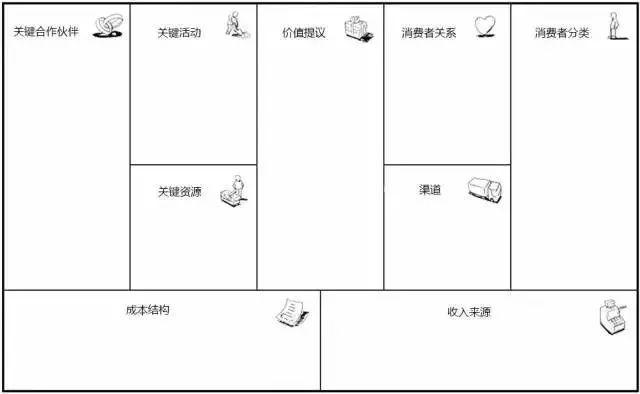 关键合作伙伴
关键活动
价值提议
消费者关系
消费者分类
关键资源
渠道
成本结构
收入来源